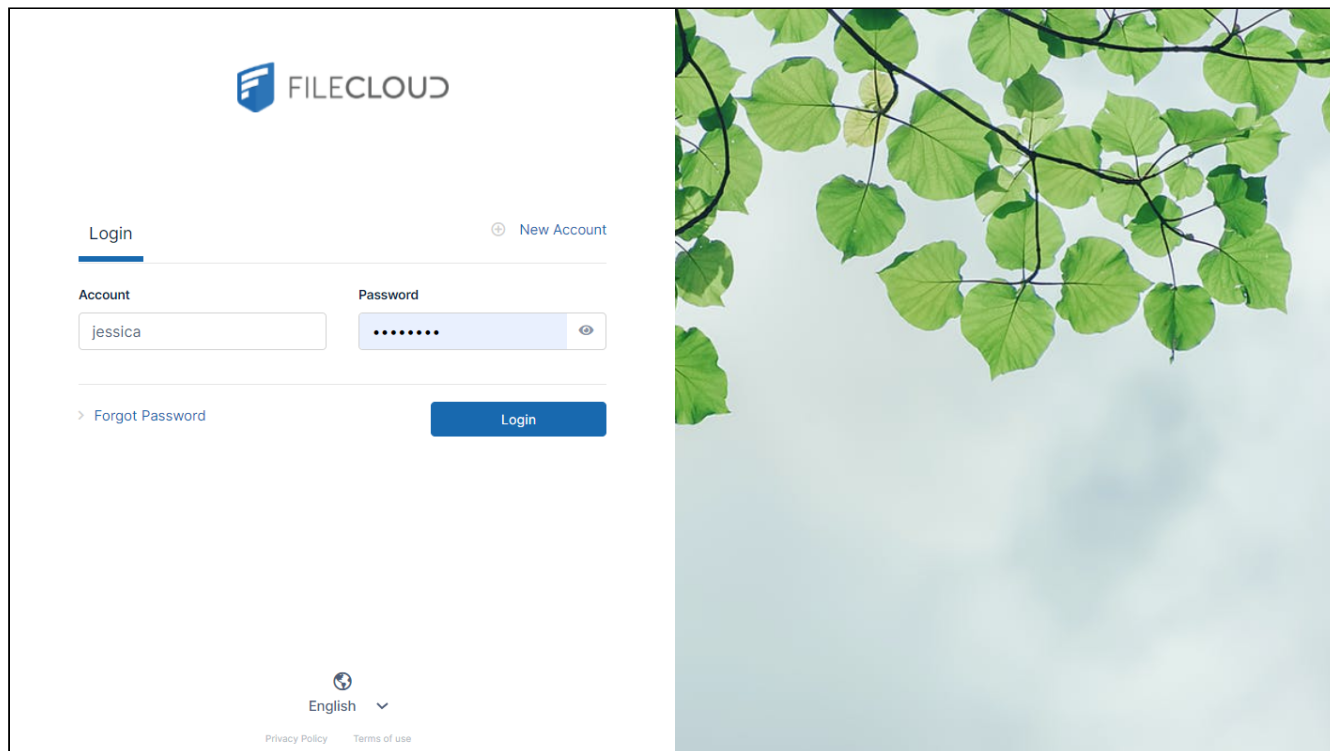 FILECLOUD
Login
New Account
Account
Password
jessica
••••••••
Forgot Password
Login
English
Privacy Policy
Terms of use